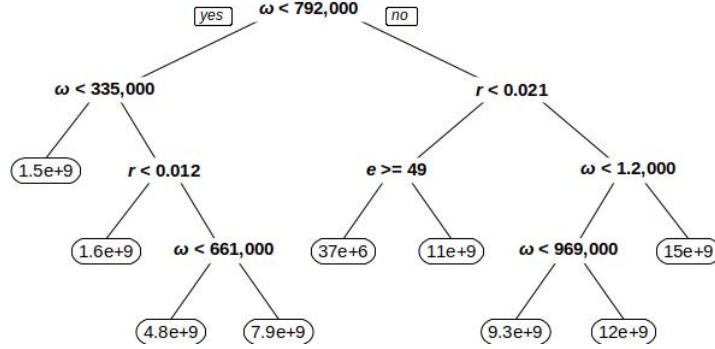 yes ω < 792,000 no
ω < 335,000 r < 0.021
1.5e+9 r < 0.012 e >= 49 ω < 1.2,000
1.6e+9 ω < 661,000 37e+6 11e+9 ω < 969,000 15e+9
4.8e+9 7.9e+9 9.3e+9 12e+9